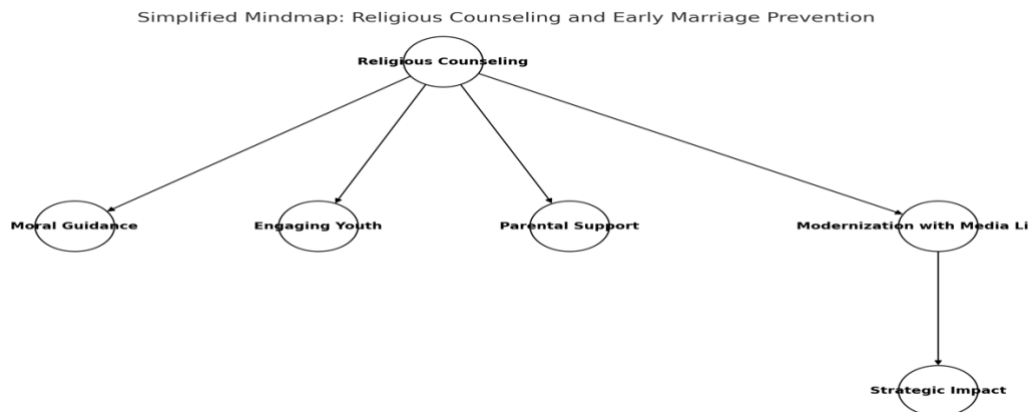 Simplified Mindmap: Religious Counseling and Early Marriage Prevention
Religious Counseling
Moral Guidance
Engaging Youth
Parental Support
Modernization with Media Li
Strategic Impact